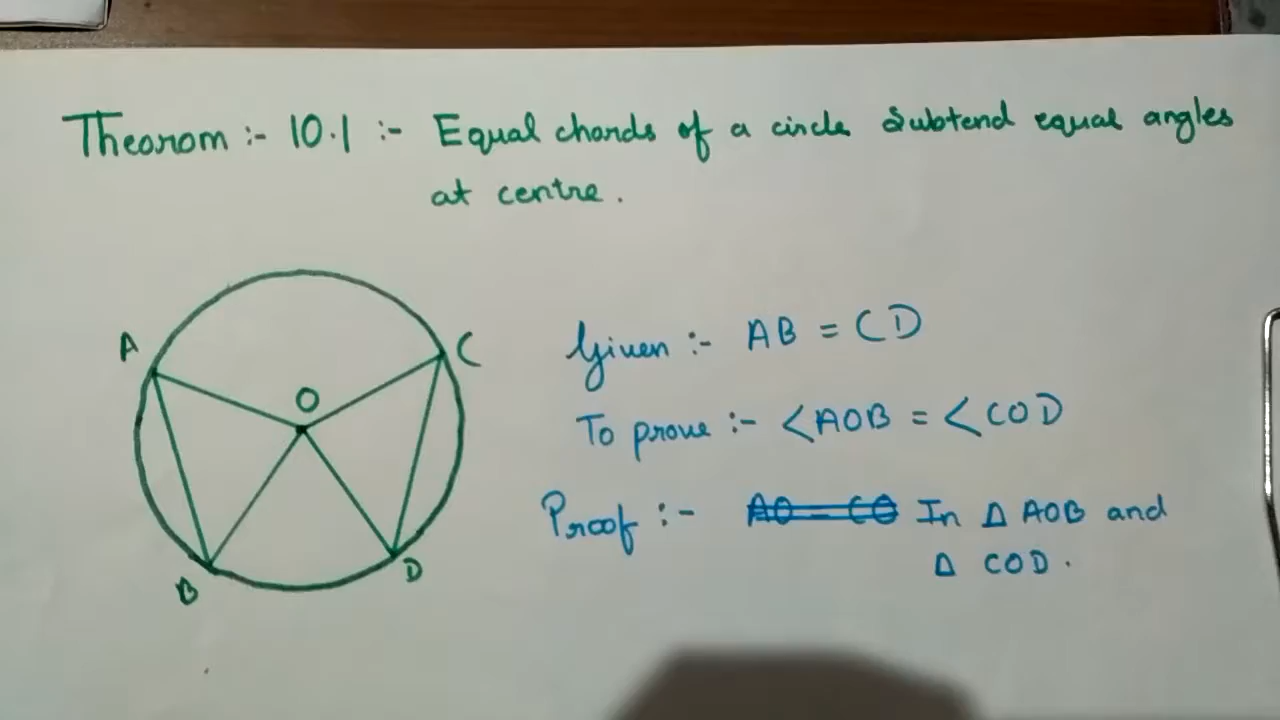 Theorom :- 10.1 :- Equal chords of a circle Subtend equal angles
at centre.
A
C
O
B
D
Given :- AB = CD
To prove :- <AOB = <COD
Proof :- AO = CO In Δ AOB and
Δ COD.